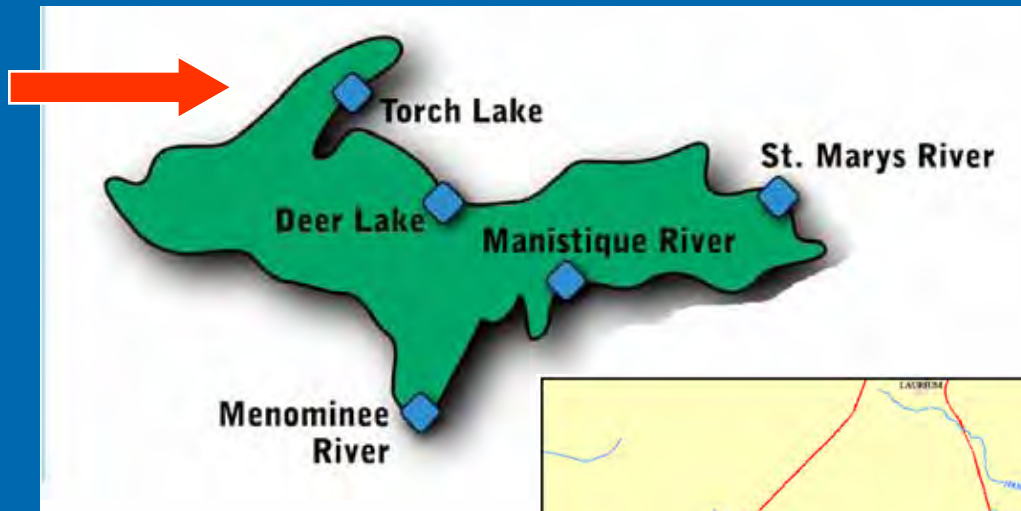 Torch Lake
St. Marys River
Deer Lake
Manistique River
Menominee
River
LAURIUM